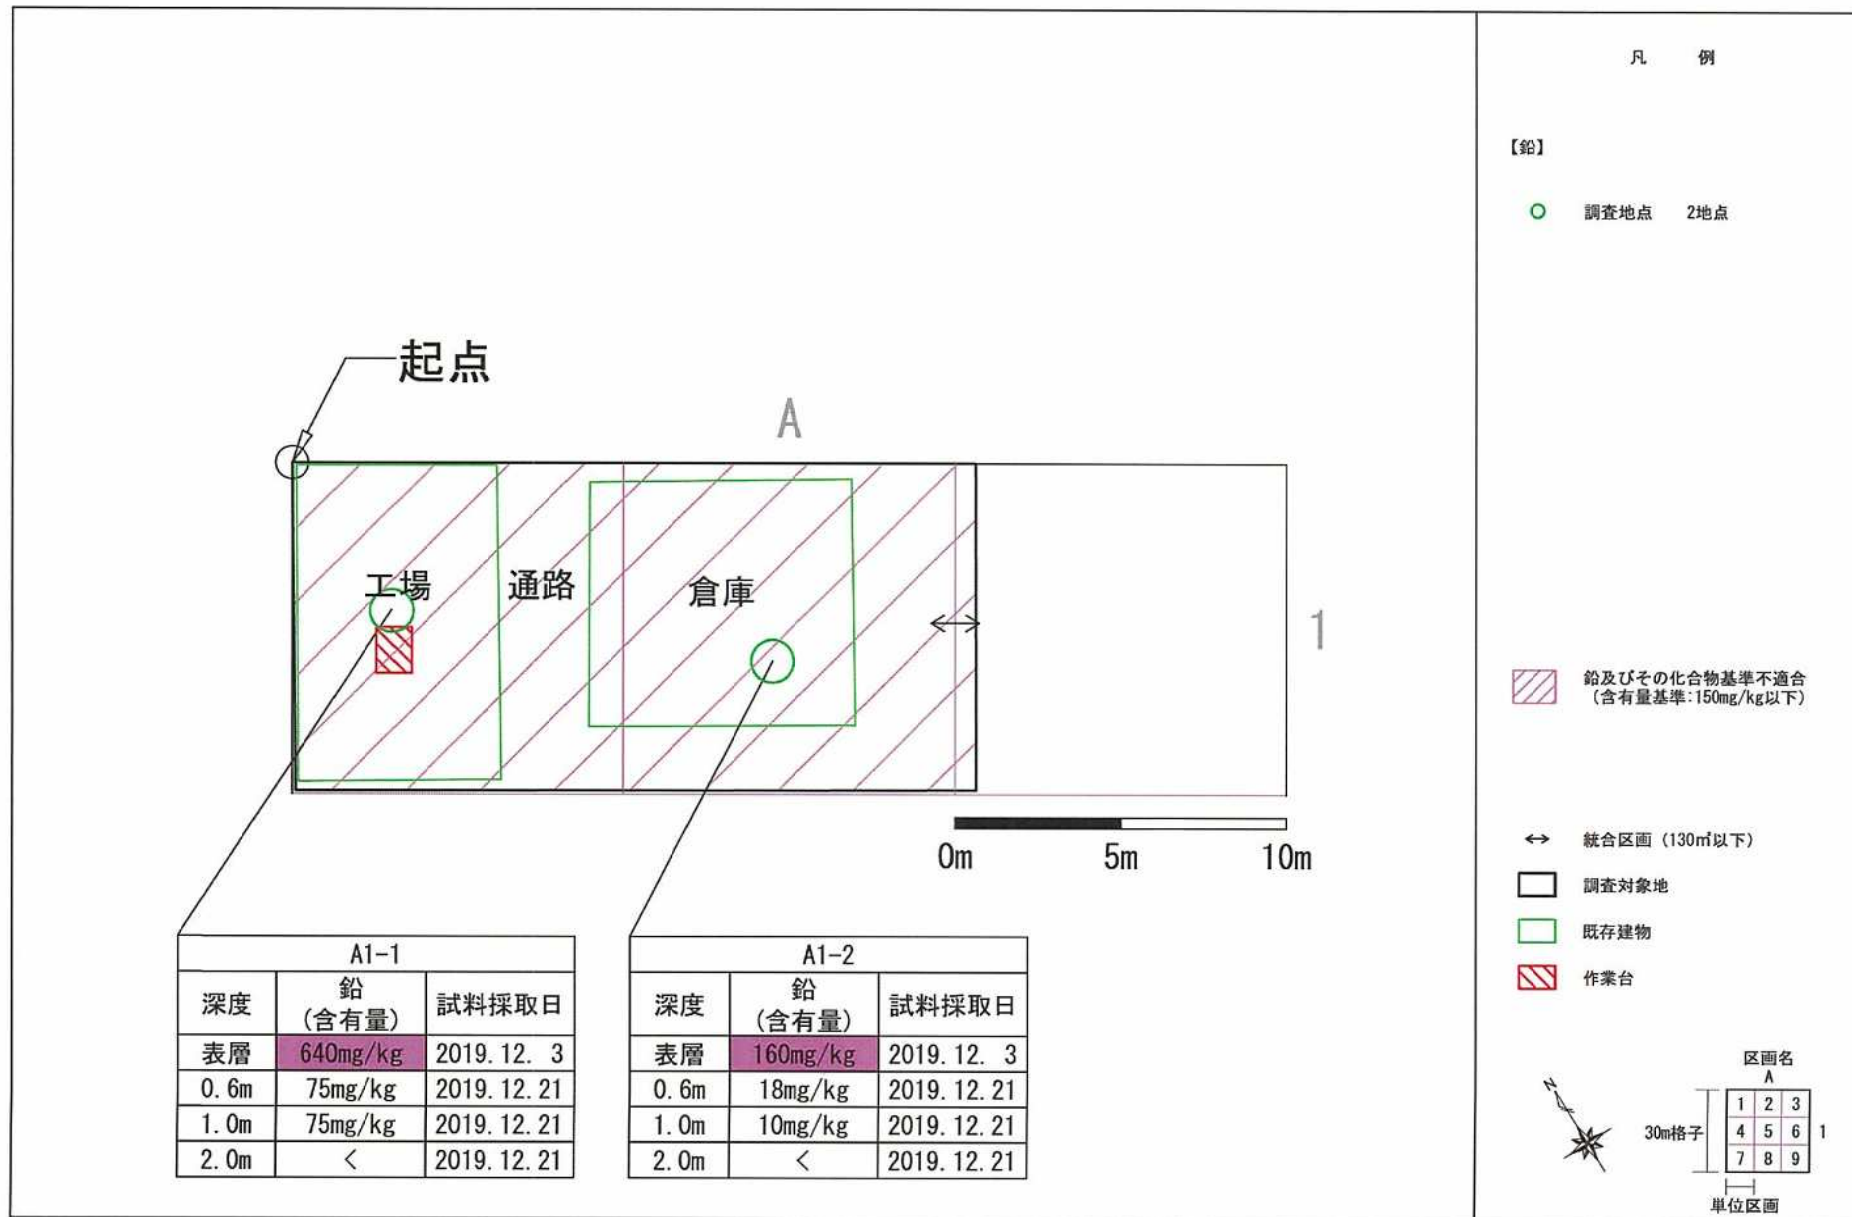 起点
A
工場
通路
倉庫
1
0m 5m 10m
A1-1
深度 鉛(含有量) 試料採取日
表層 640mg/kg 2019.12. 3
0.6m 75mg/kg 2019.12.21
1.0m 75mg/kg 2019.12.21
2.0m < 2019.12.21
A1-2
深度 鉛(含有量) 試料採取日
表層 160mg/kg 2019.12. 3
0.6m 18mg/kg 2019.12.21
1.0m 10mg/kg 2019.12.21
2.0m < 2019.12.21
凡 例
【鉛】
調査地点 2地点
鉛及びその化合物基準不適合
(含有量基準:150mg/kg以下)
統合区画 (130㎡以下)
調査対象地
既存建物
作業台
N
区画名
A
1 2 3
30m格子 4 5 6 1
7 8 9
単位区画